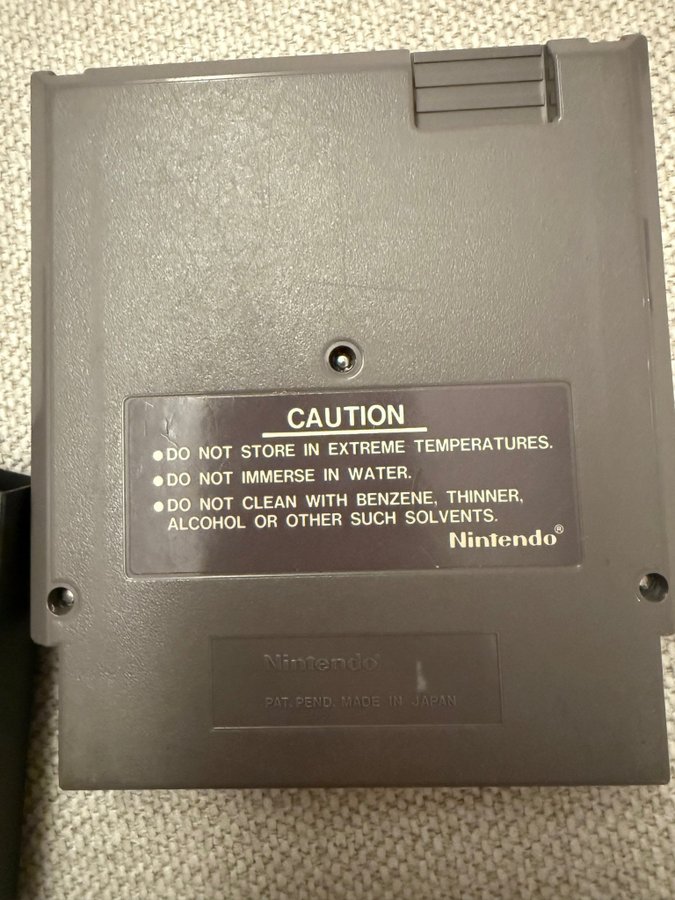 CAUTION
● DO NOT STORE IN EXTREME TEMPERATURES.
● DO NOT IMMERSE IN WATER.
● DO NOT CLEAN WITH BENZENE, THINNER,
ALCOHOL OR OTHER SUCH SOLVENTS.
Nintendo®
Nintendo®
PAT. PEND. MADE IN JAPAN